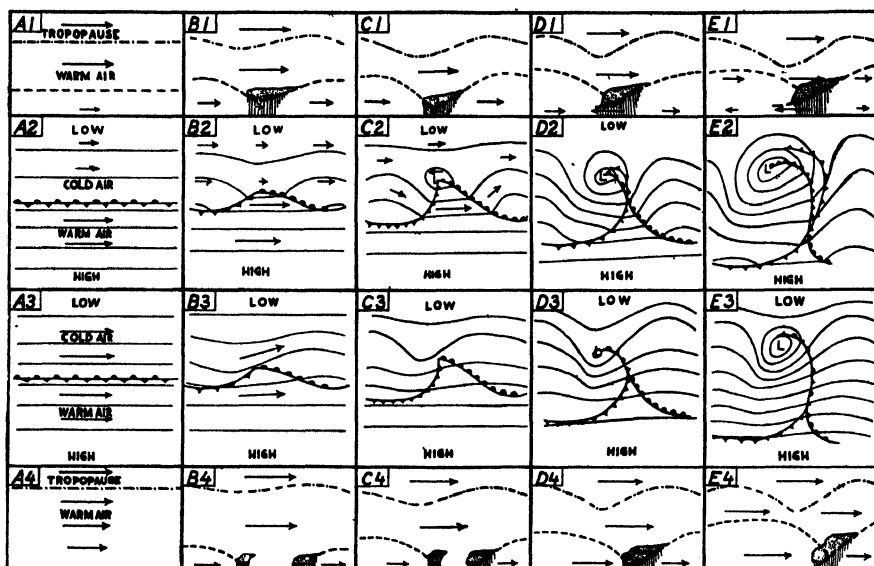 A1
TROPOPAUSE
WARM AIR
B1
C1
D1
E1
A2
LOW
COLD AIR
WARM AIR
HIGH
B2
LOW
HIGH
C2
LOW
L
HIGH
D2
LOW
L
HIGH
E2
L
HIGH
A3
LOW
COLD AIR
WARM AIR
HIGH
B3
LOW
HIGH
C3
LOW
HIGH
D3
LOW
HIGH
E3
LOW
L
HIGH
A4
TROPOPAUSE
WARM AIR
B4
C4
D4
E4